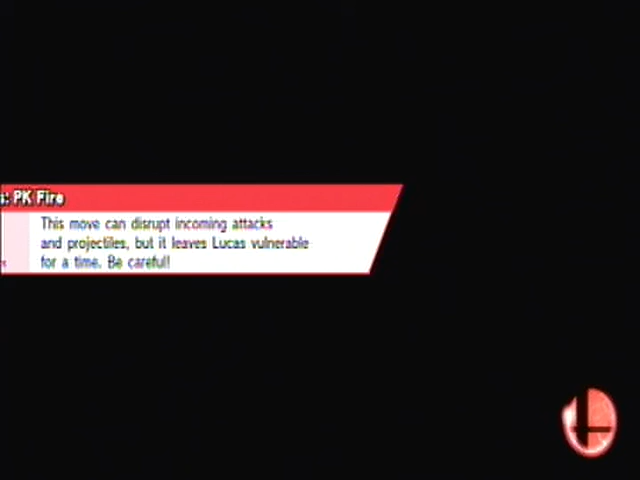 s: PK Fire
This move can disrupt incoming attacks
and projectiles, but it leaves Lucas vulnerable
for a time. Be careful!